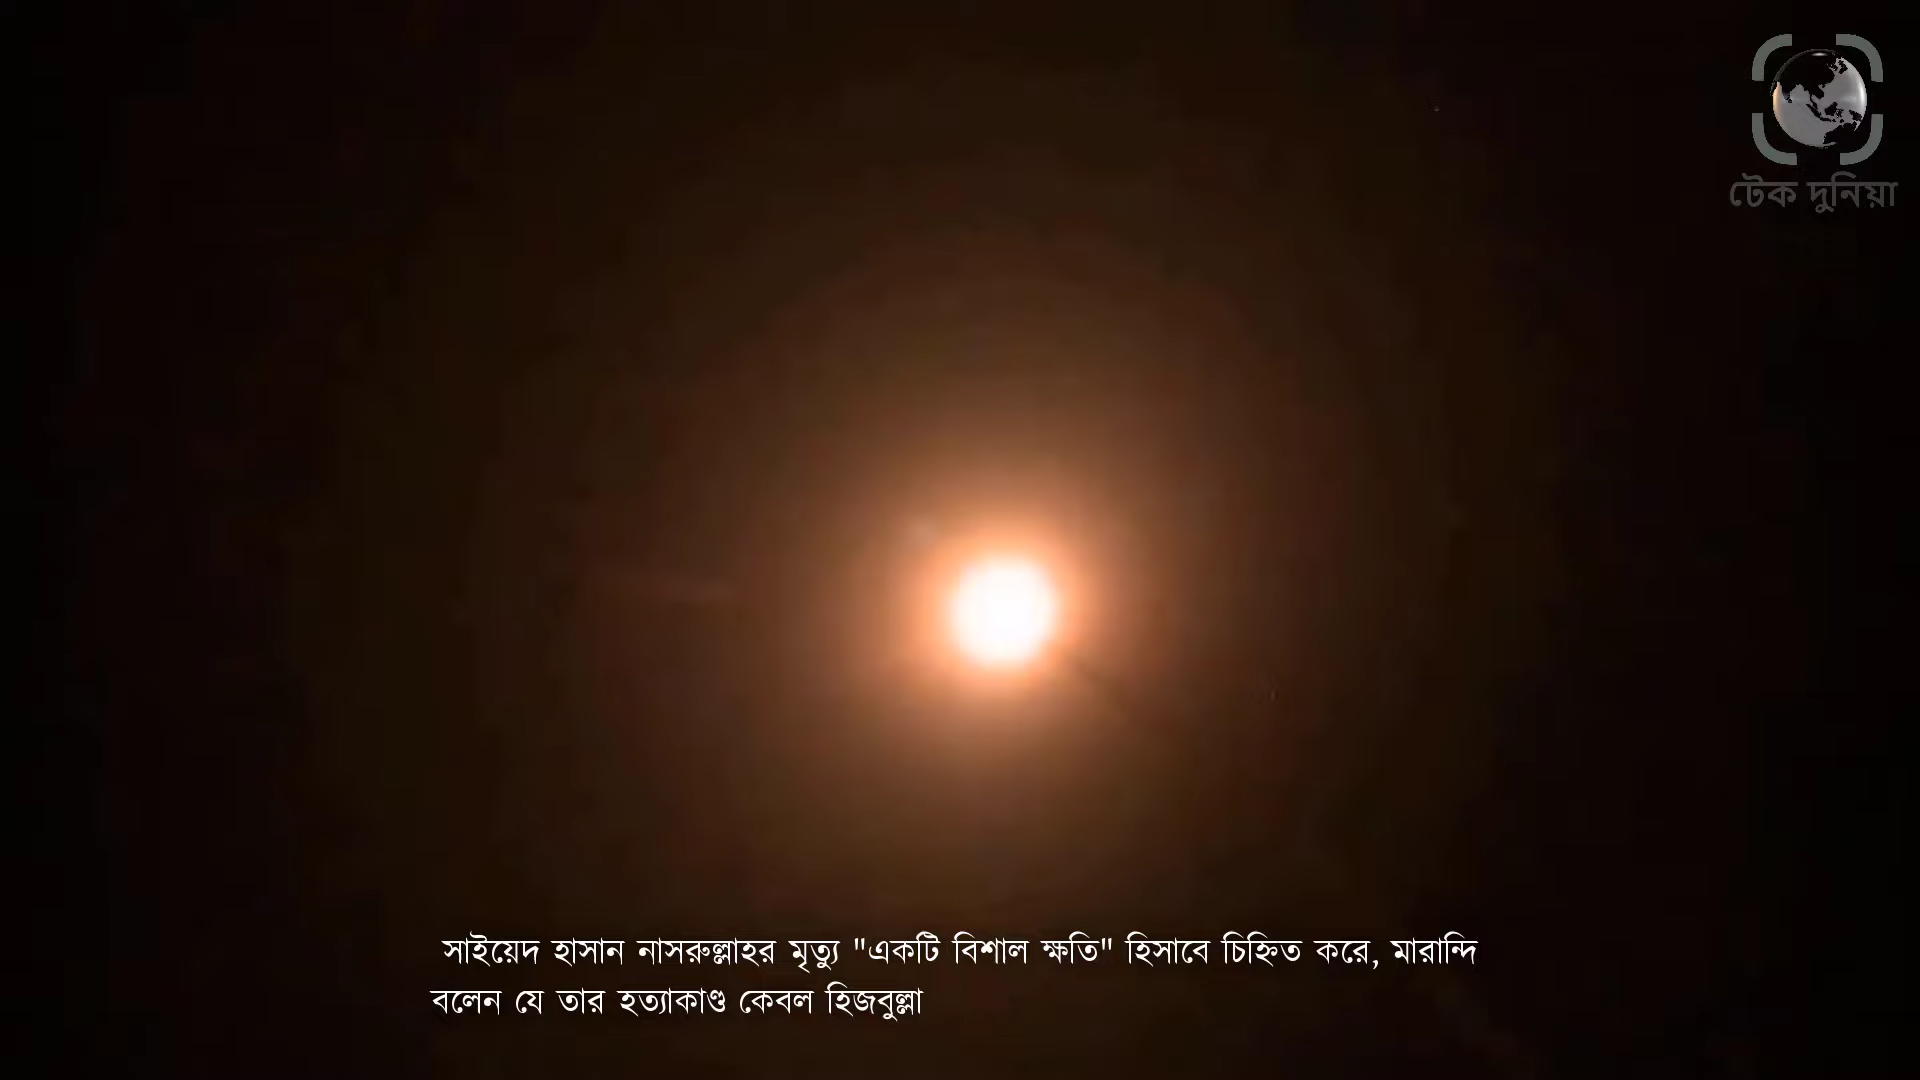 টেক দুনিয়া
সাইয়েদ হাসান নাসরুল্লাহর মৃত্যু "একটি বিশাল ক্ষতি" হিসাবে চিহ্নিত করে, মারান্দি
বলেন যে তার হত্যাকাণ্ড কেবল হিজবুল্লা